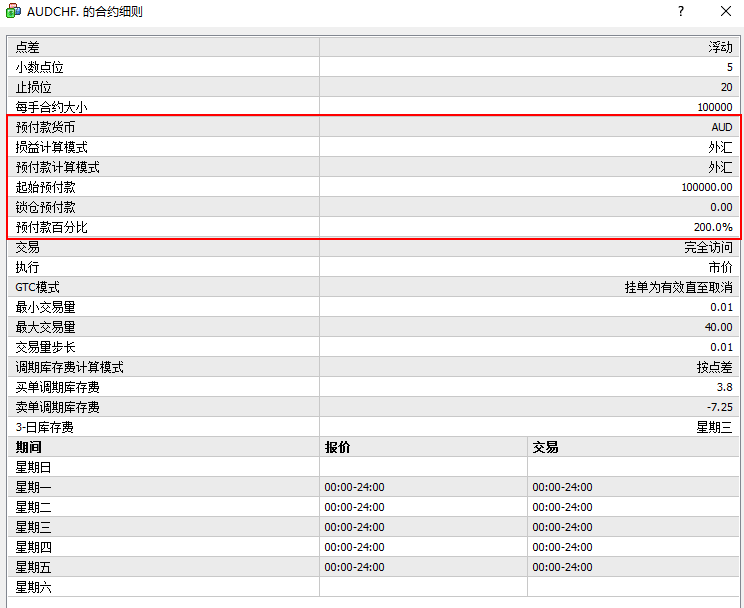 AUDCHF. 的合约细则 ?
点差 浮动
小数点位 5
止损位 20
每手合约大小 100000
预付款货币 AUD
损益计算模式 外汇
预付款计算模式 外汇
起始预付款 100000.00
锁仓预付款 0.00
预付款百分比 200.0%
交易 完全访问
执行 市价
GTC模式 挂单为有效直至取消
最小交易量 0.01
最大交易量 40.00
交易量步长 0.01
调期库存费计算模式 按点差
买单调期库存费 3.8
卖单调期库存费 -7.25
3-日库存费 星期三
期间 报价 交易
星期日
星期一 00:00-24:00 00:00-24:00
星期二 00:00-24:00 00:00-24:00
星期三 00:00-24:00 00:00-24:00
星期四 00:00-24:00 00:00-24:00
星期五 00:00-24:00 00:00-24:00
星期六